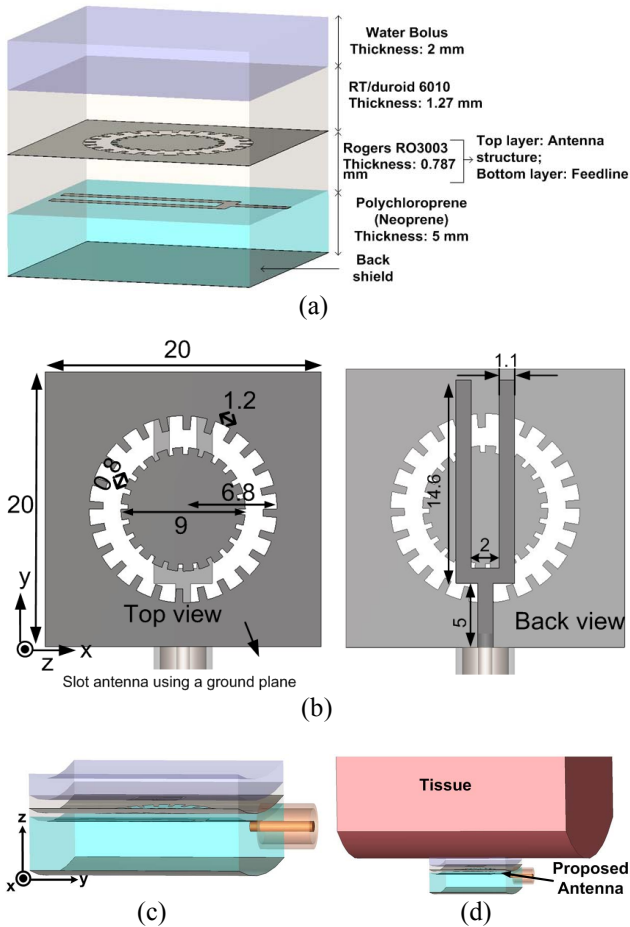 Water Bolus
Thickness: 2 mm
RT/duroid 6010
Thickness: 1.27 mm
Rogers RO3003
Thickness: 0.787
mm
Top layer: Antenna
structure;
Bottom layer: Feedline
Polychloroprene
(Neoprene)
Thickness: 5 mm
Back
shield
(a)
20
1.2
0.8
6.8
9
20
y
z
x
Top view
Slot antenna using a ground plane
1.1
14.6
2
5
Back view
(b)
z
x
y
(c)
Tissue
Proposed
Antenna
(d)